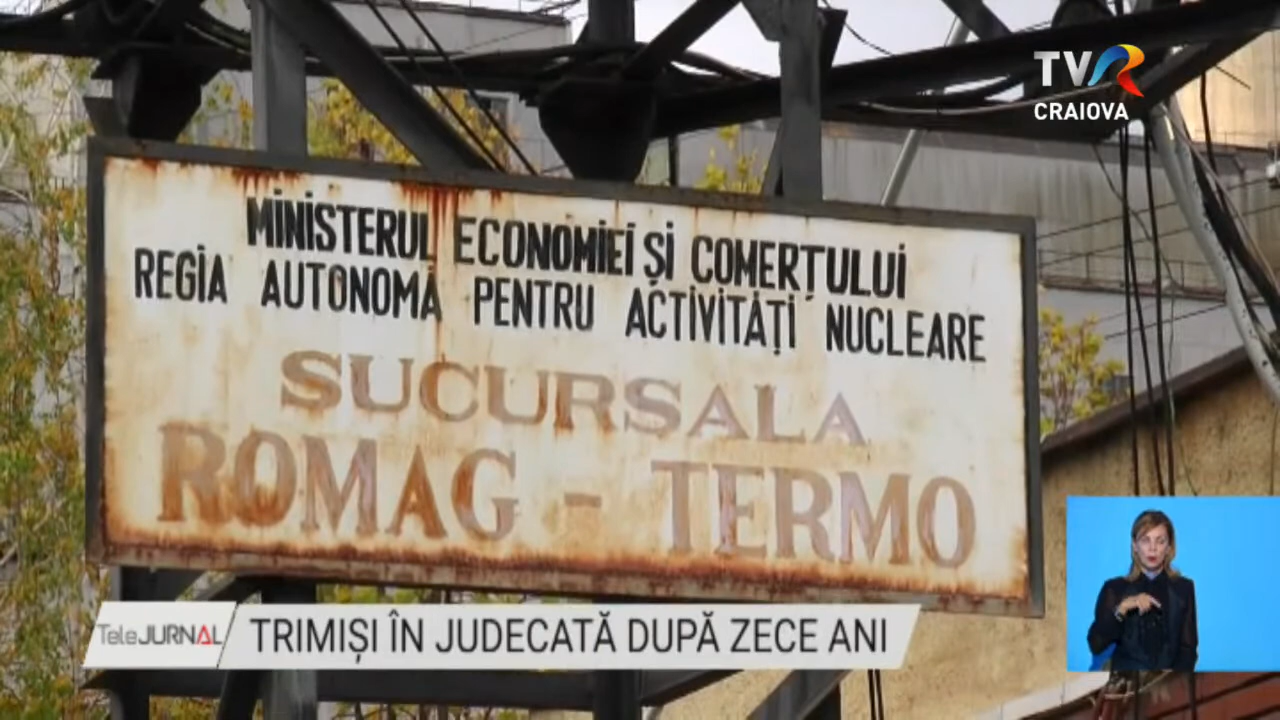 TVR
CRAIOVA
MINISTERUL ECONOMIEI ȘI COMERȚULUI
REGIA AUTONOMĂ PENTRU ACTIVITĂȚI NUCLEARE
SUCURSALA
ROMAG - TERMO
TeleJURNAL
TRIMIȘI ÎN JUDECATĂ DUPĂ ZECE ANI